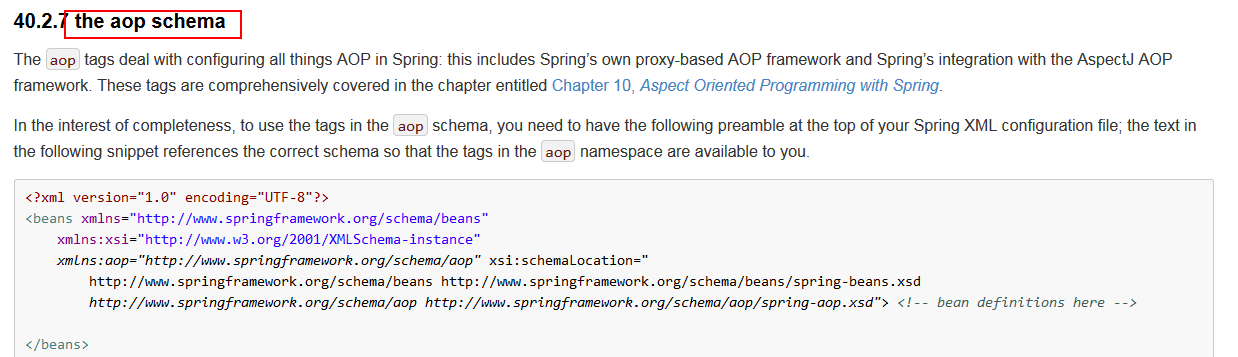 40.2.7 the aop schema
The aop tags deal with configuring all things AOP in Spring: this includes Spring’s own proxy-based AOP framework and Spring’s integration with the AspectJ AOP
framework. These tags are comprehensively covered in the chapter entitled Chapter 10, Aspect Oriented Programming with Spring.
In the interest of completeness, to use the tags in the aop schema, you need to have the following preamble at the top of your Spring XML configuration file; the text in
the following snippet references the correct schema so that the tags in the aop namespace are available to you.
<?xml version="1.0" encoding="UTF-8"?>
<beans xmlns="http://www.springframework.org/schema/beans"
    xmlns:xsi="http://www.w3.org/2001/XMLSchema-instance"
    xmlns:aop="http://www.springframework.org/schema/aop" xsi:schemaLocation="
        http://www.springframework.org/schema/beans http://www.springframework.org/schema/beans/spring-beans.xsd
        http://www.springframework.org/schema/aop http://www.springframework.org/schema/aop/spring-aop.xsd"> <!-- bean definitions here -->
</beans>